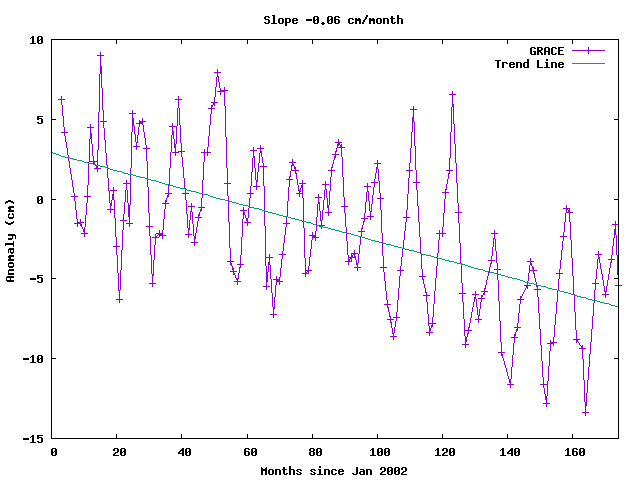 Slope -0.06 cm/month
GRACE
Trend Line
10
5
0
-5
-10
-15
Anomaly (cm)
0 20 40 60 80 100 120 140 160
Months since Jan 2002